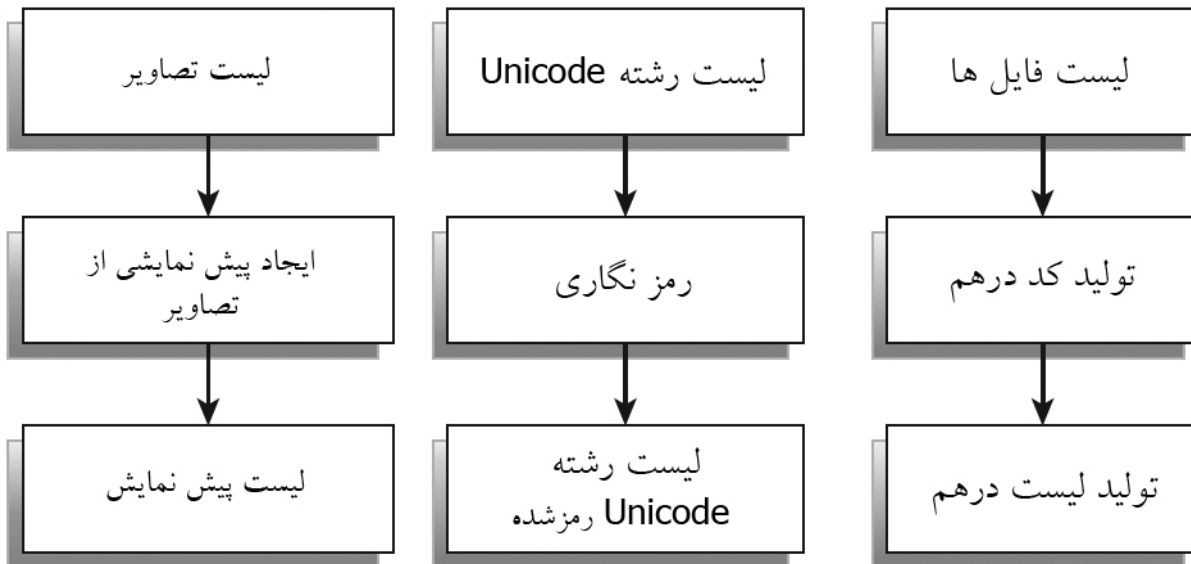 لیست فایل ها
لیست رشته Unicode
لیست تصاویر
تولید کد درهم
رمز نگاری
ایجاد پیش نمایشی از
تصاویر
تولید لیست درهم
لیست رشته
Unicode رمزشده
لیست پیش نمایش